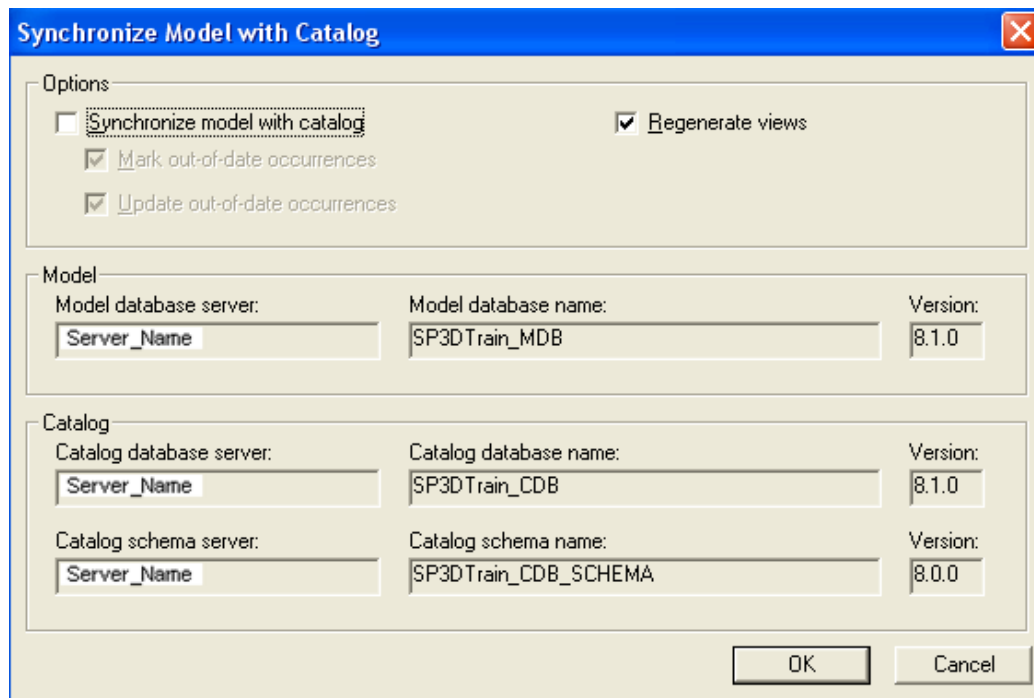 Synchronize Model with Catalog
Options
Synchronize model with catalog
Regenerate views
Mark out-of-date occurrences
Update out-of-date occurrences
Model
Model database server: Model database name: Version:
Server_Name SP3DTrain_MDB 8.1.0
Catalog
Catalog database server: Catalog database name: Version:
Server_Name SP3DTrain_CDB 8.1.0
Catalog schema server: Catalog schema name: Version:
Server_Name SP3DTrain_CDB_SCHEMA 8.0.0
OK Cancel